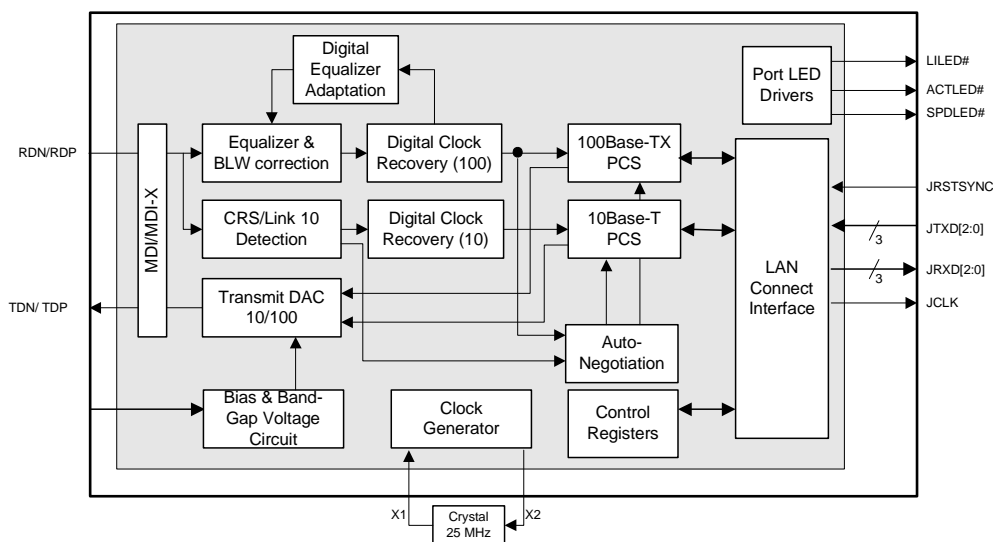 Digital
Equalizer
Adaptation
Port LED
Drivers
LILED#
ACTLED#
SPDLED#
RDN/RDP
MDI/MDI-X
Equalizer &
BLW correction
Digital Clock
Recovery (100)
100Base-TX
PCS
JRSTSYNC
CRS/Link 10
Detection
Digital Clock
Recovery (10)
10Base-T
PCS
JTXD[2:0]
3
LAN
Connect
Interface
JRXD[2:0]
3
JCLK
TDN/ TDP
Transmit DAC
10/100
Auto-
Negotiation
Bias & Band-
Gap Voltage
Circuit
Clock
Generator
Control
Registers
X1
X2
Crystal
25 MHz